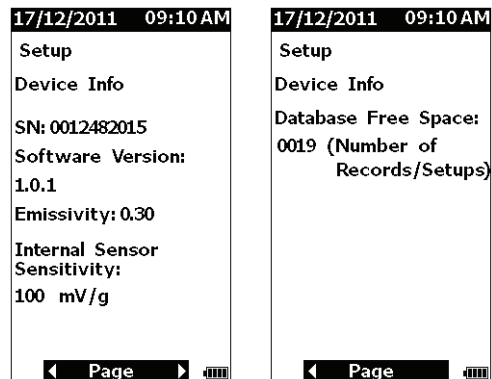 17/12/2011 09:10 AM
Setup
Device Info
SN: 0012482015
Software Version:
1.0.1
Emissivity: 0.30
Internal Sensor
Sensitivity:
100 mV/g
Page
17/12/2011 09:10 AM
Setup
Device Info
Database Free Space:
0019 (Number of
Records/Setups)
Page